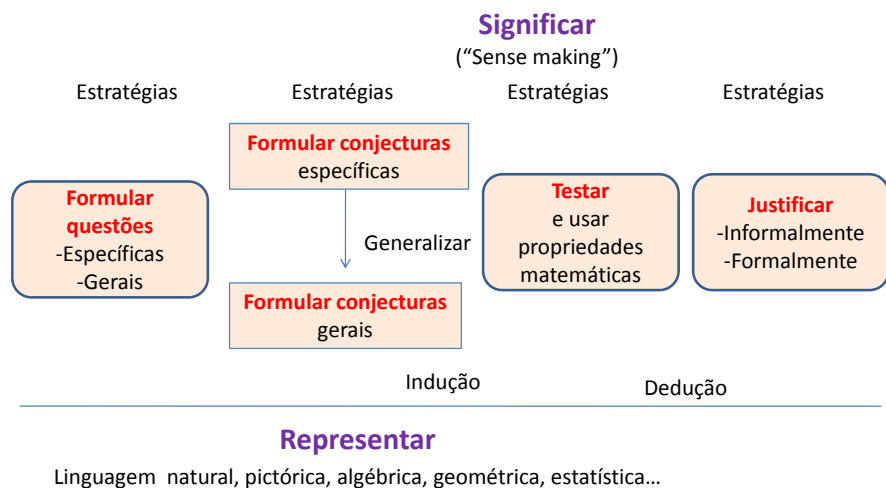 Significar
(“Sense making”)
Estratégias
Estratégias
Estratégias
Estratégias
Formular
questões
-Específicas
-Gerais
Formular conjecturas
específicas
Generalizar
Formular conjecturas
gerais
Testar
e usar
propriedades
matemáticas
Justificar
-Informalmente
-Formalmente
Indução
Dedução
Representar
Linguagem natural, pictórica, algébrica, geométrica, estatística…